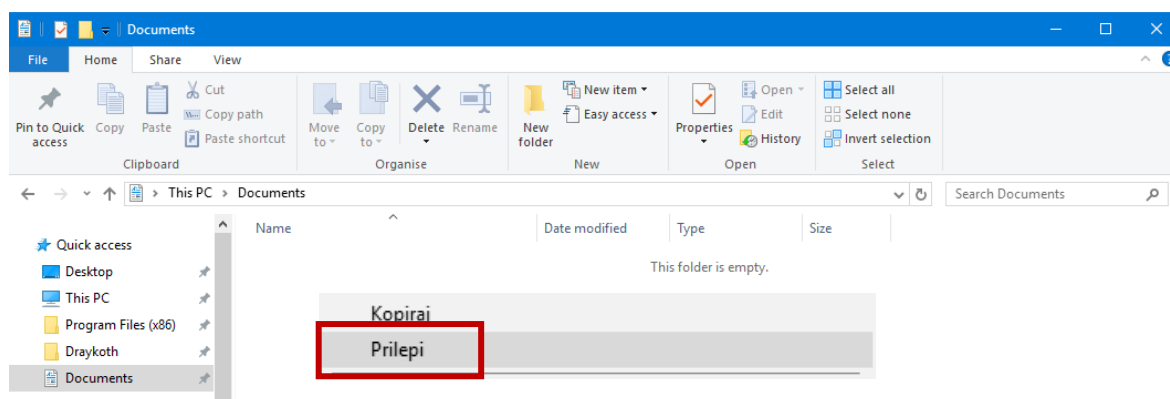 Documents
File Home Share View
Pin to Quick access
Copy
Paste
Cut
Copy path
Paste shortcut
Clipboard
Move to
Copy to
Delete
Rename
Organise
New folder
New item
Easy access
New
Properties
Open
Edit
History
Open
Select all
Select none
Invert selection
Select
This PC > Documents
Search Documents
Name Date modified Type Size
This folder is empty.
Quick access
Desktop
This PC
Program Files (x86)
Draykoth
Documents
Kopiraj
Prilepi